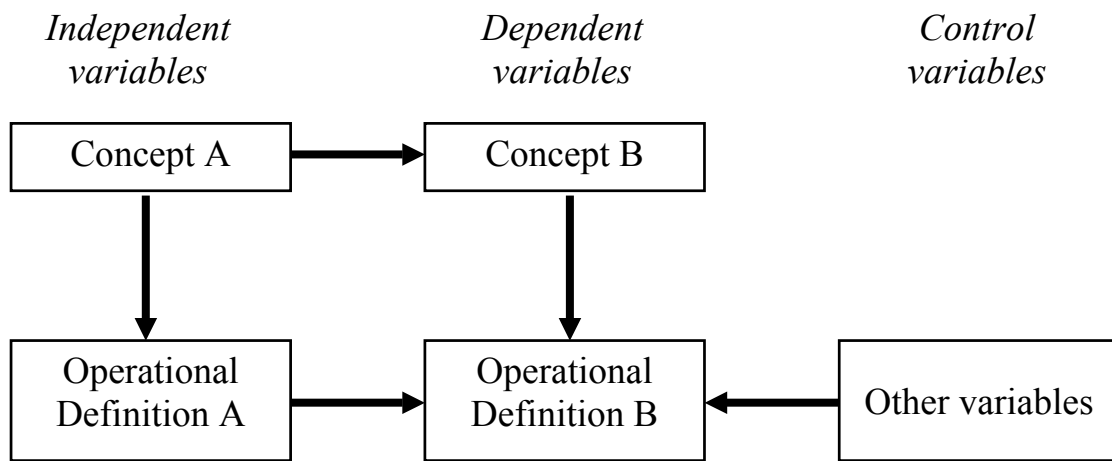 Independent
variables
Dependent
variables
Control
variables
Concept A
Concept B
Operational
Definition A
Operational
Definition B
Other variables